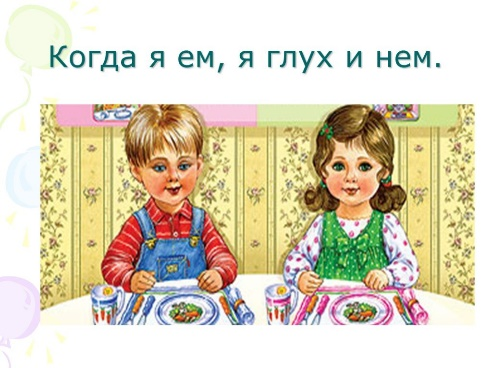 Когда я ем, я глух и нем.